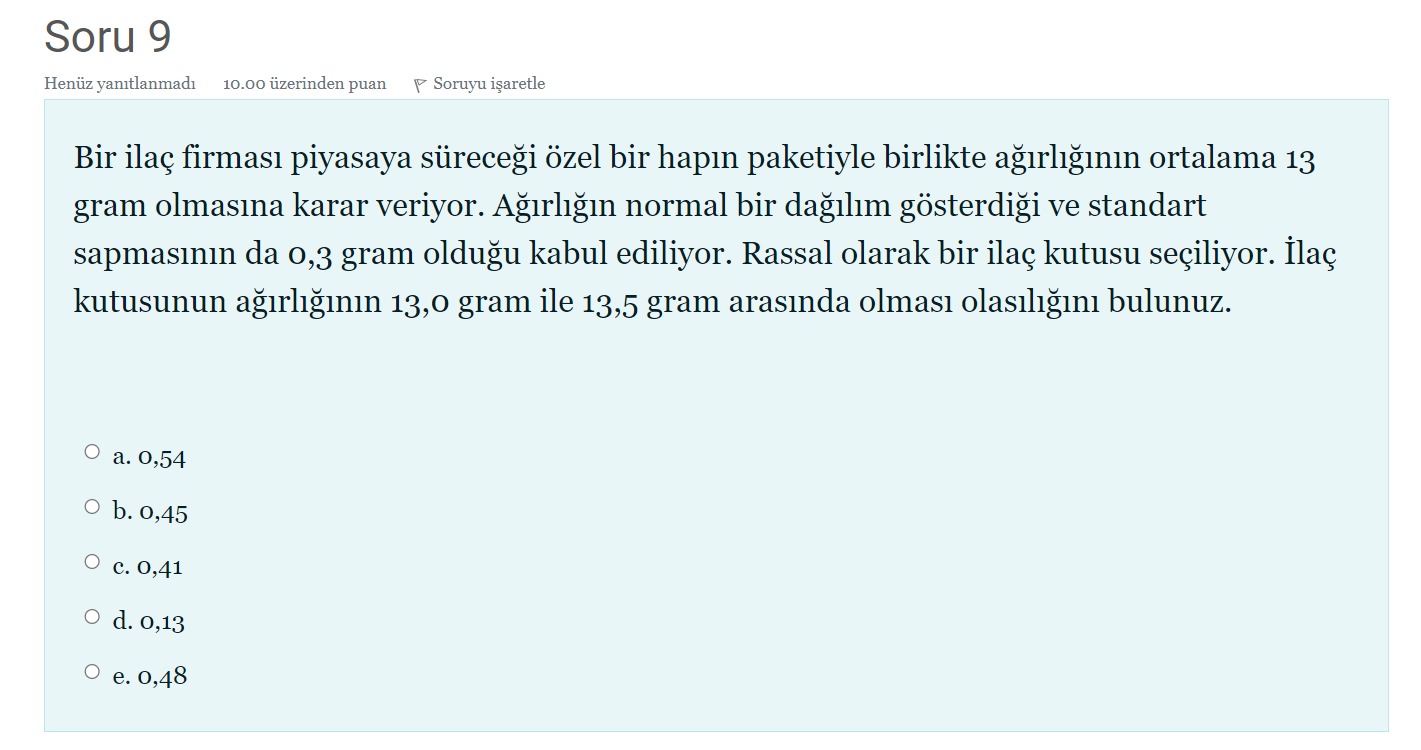 Soru 9
Henüz yanıtlanmadı 10.00 üzerinden puan Soruyu işaretle
Bir ilaç firması piyasaya süreceği özel bir hapın paketiyle birlikte ağırlığının ortalama 13
gram olmasına karar veriyor. Ağırlığın normal bir dağılım gösterdiği ve standart
sapmasının da 0,3 gram olduğu kabul ediliyor. Rassal olarak bir ilaç kutusu seçiliyor. İlaç
kutusunun ağırlığının 13,0 gram ile 13,5 gram arasında olması olasılığını bulunuz.
a. 0,54
b. 0,45
c. 0,41
d. 0,13
e. 0,48